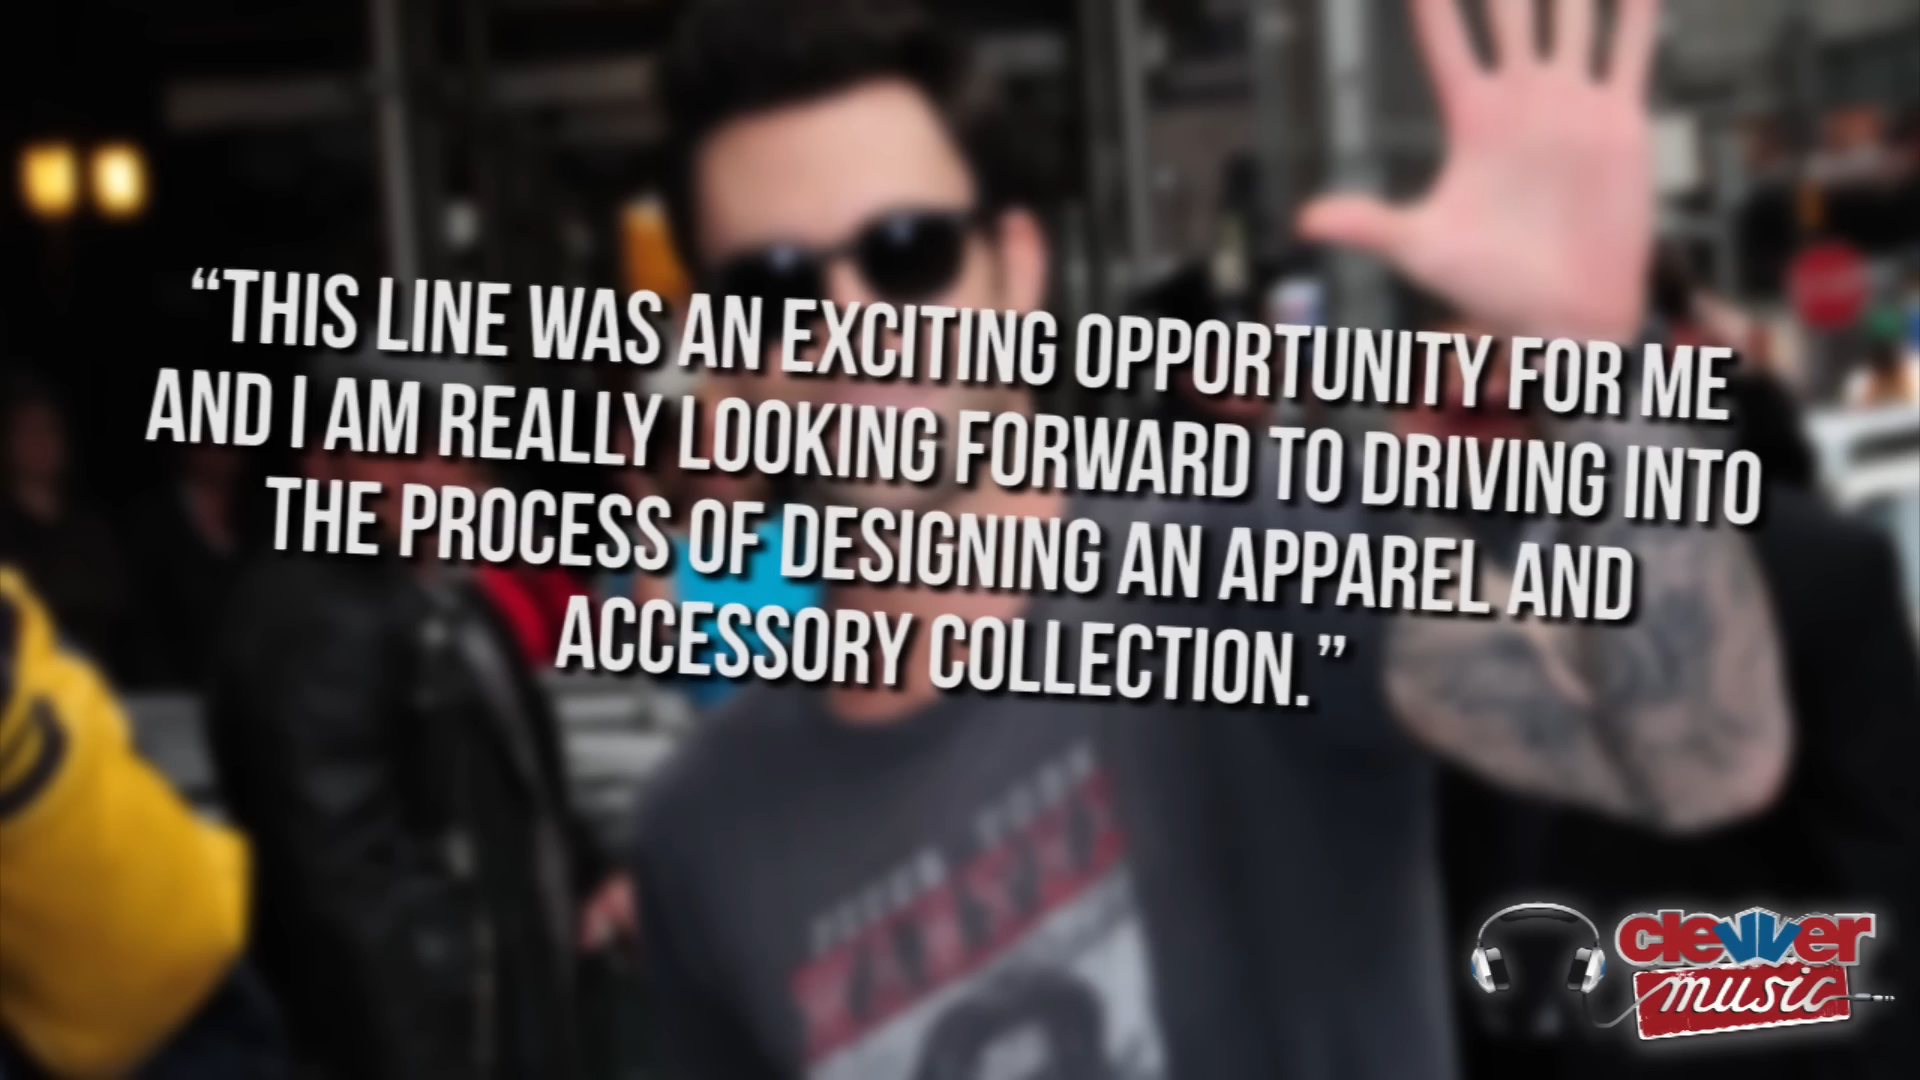 “THIS LINE WAS AN EXCITING OPPORTUNITY FOR ME
AND I AM REALLY LOOKING FORWARD TO DRIVING INTO
THE PROCESS OF DESIGNING AN APPAREL AND
ACCESSORY COLLECTION.”
clevver
music